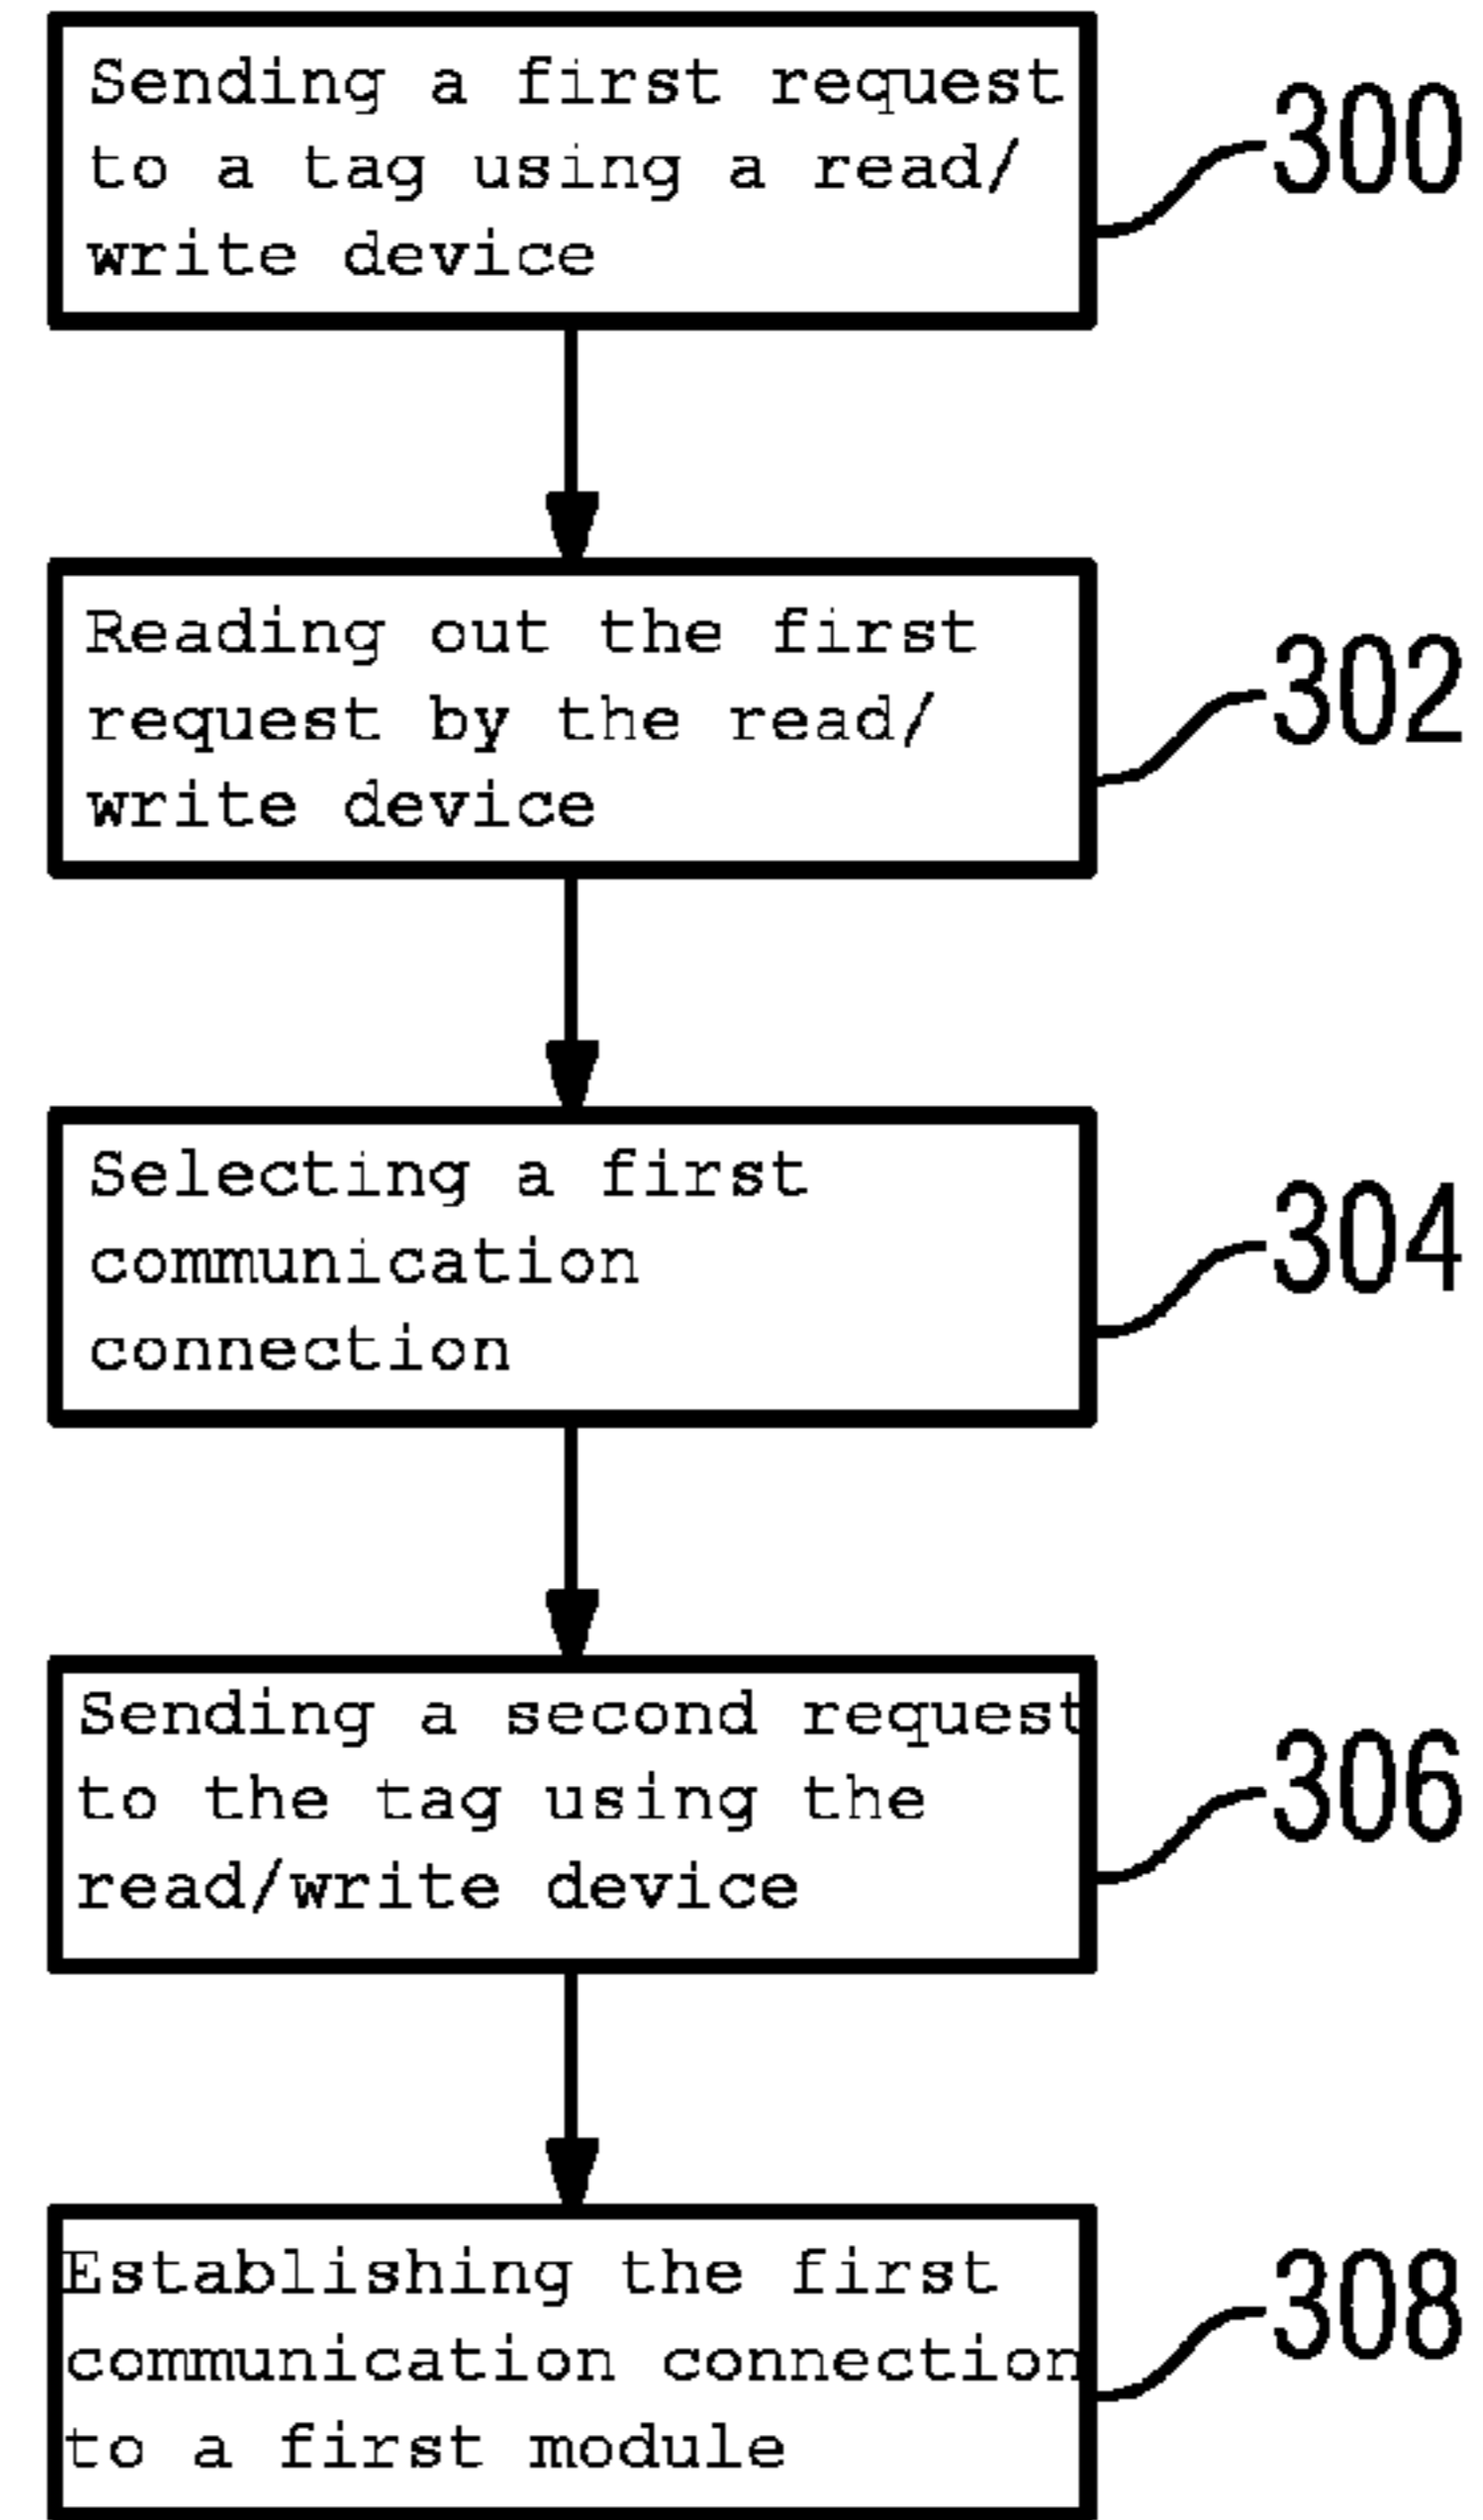 Sending a first request
to a tag using a read/
write device
300
Reading out the first
request by the read/
write device
302
Selecting a first
communication
connection
304
Sending a second request
to the tag using the
read/write device
306
Establishing the first
communication connection
to a first module
308